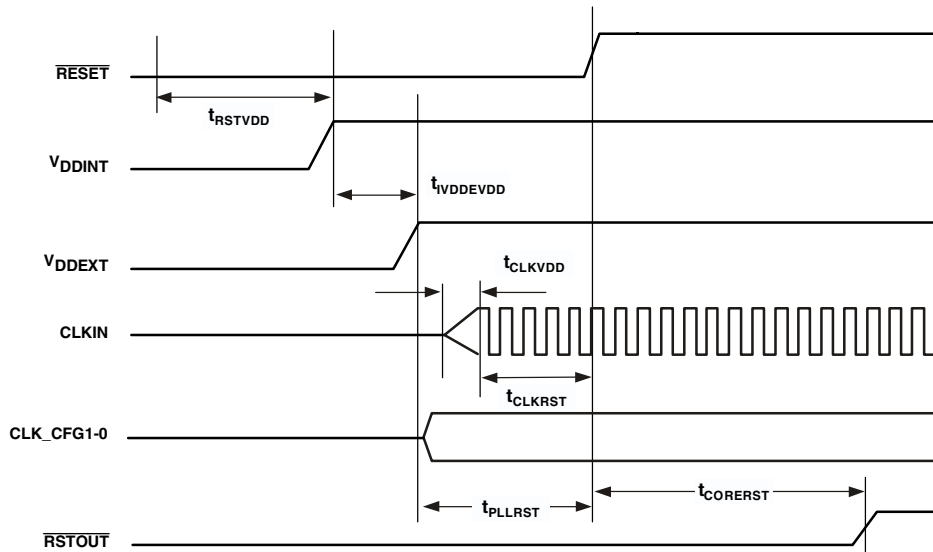 RESET
tRSTVDD
VDDINT
tIVDDEVDD
VDDEXT
tCLKVDD
CLKIN
tCLKRST
CLK_CFG1-0
tCORERST
tPLLRST
RSTOUT